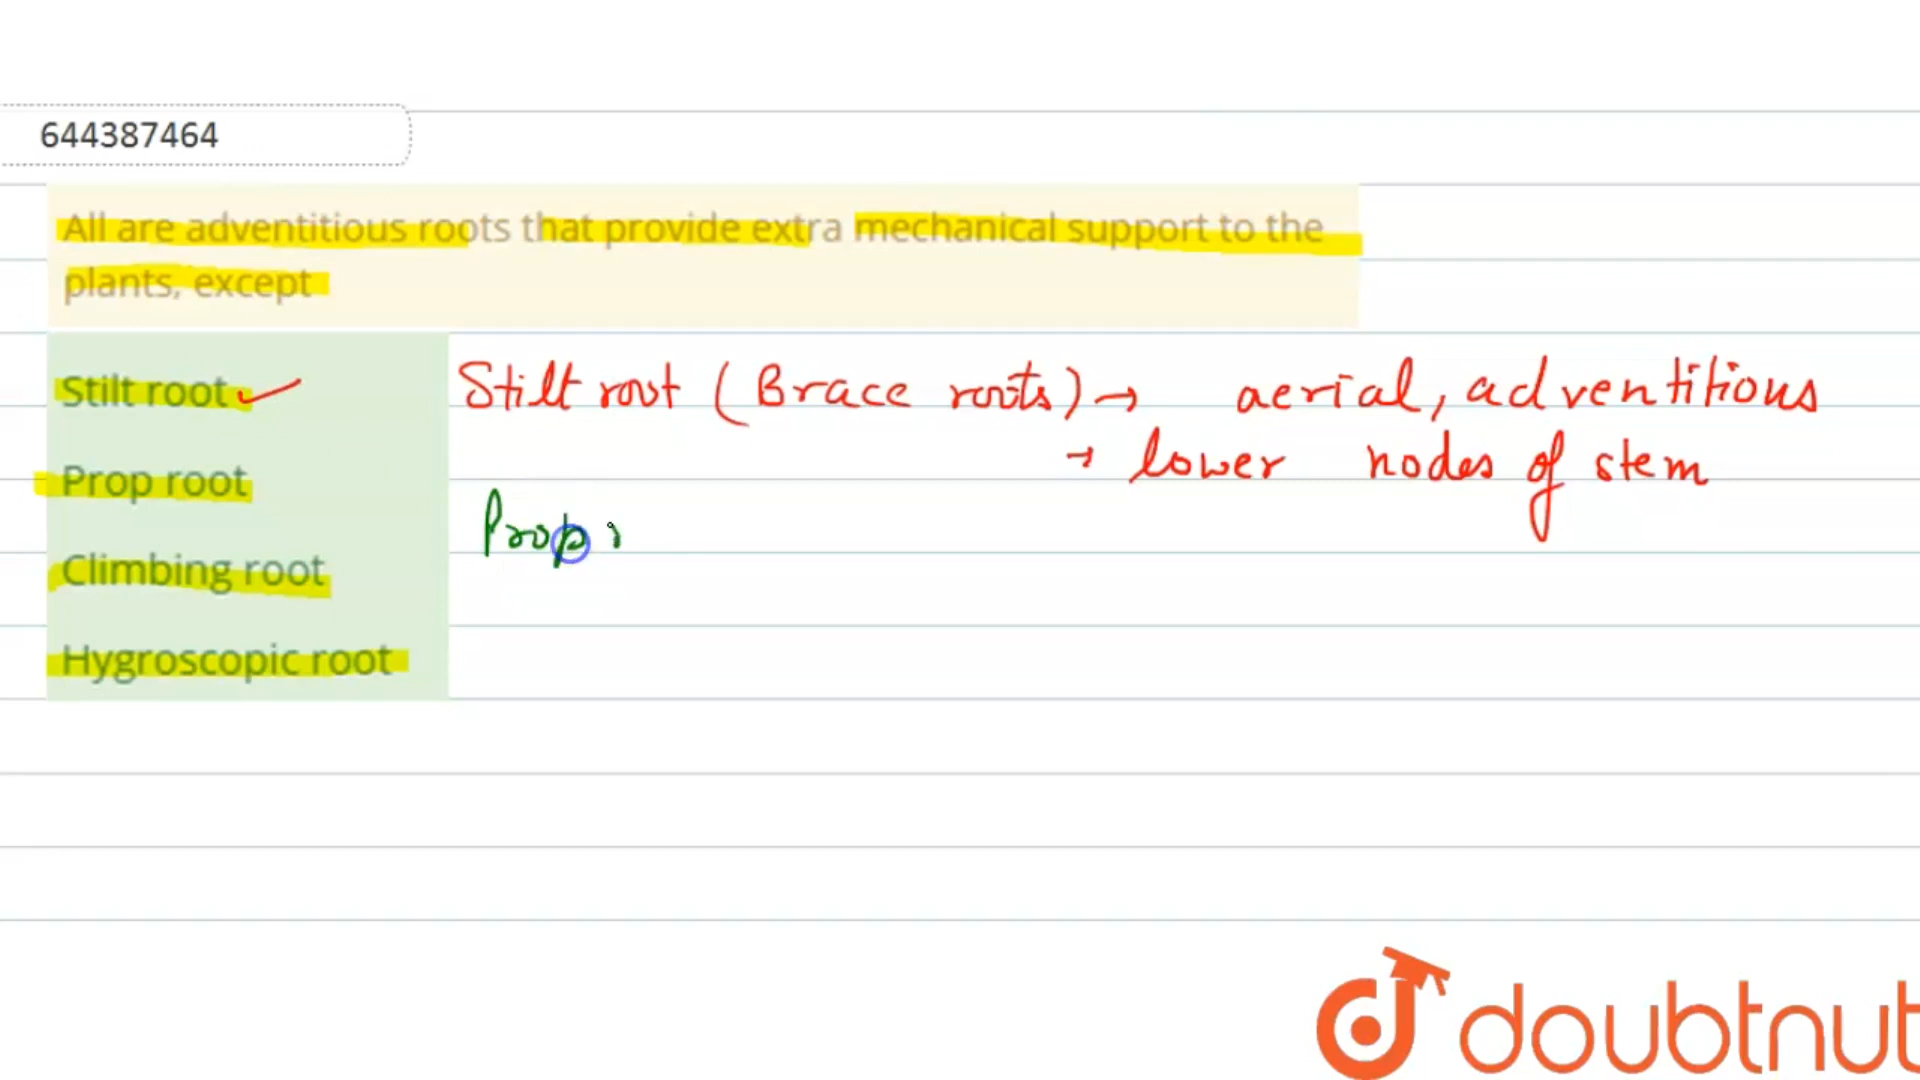 644387464
All are adventitious roots that provide extra mechanical support to the
plants, except
Stilt root
Stilt root (Brace roots) → aerial, adventitious
→ lower nodes of stem
Prop root
Prop
Climbing root
Hygroscopic root
doubtnut